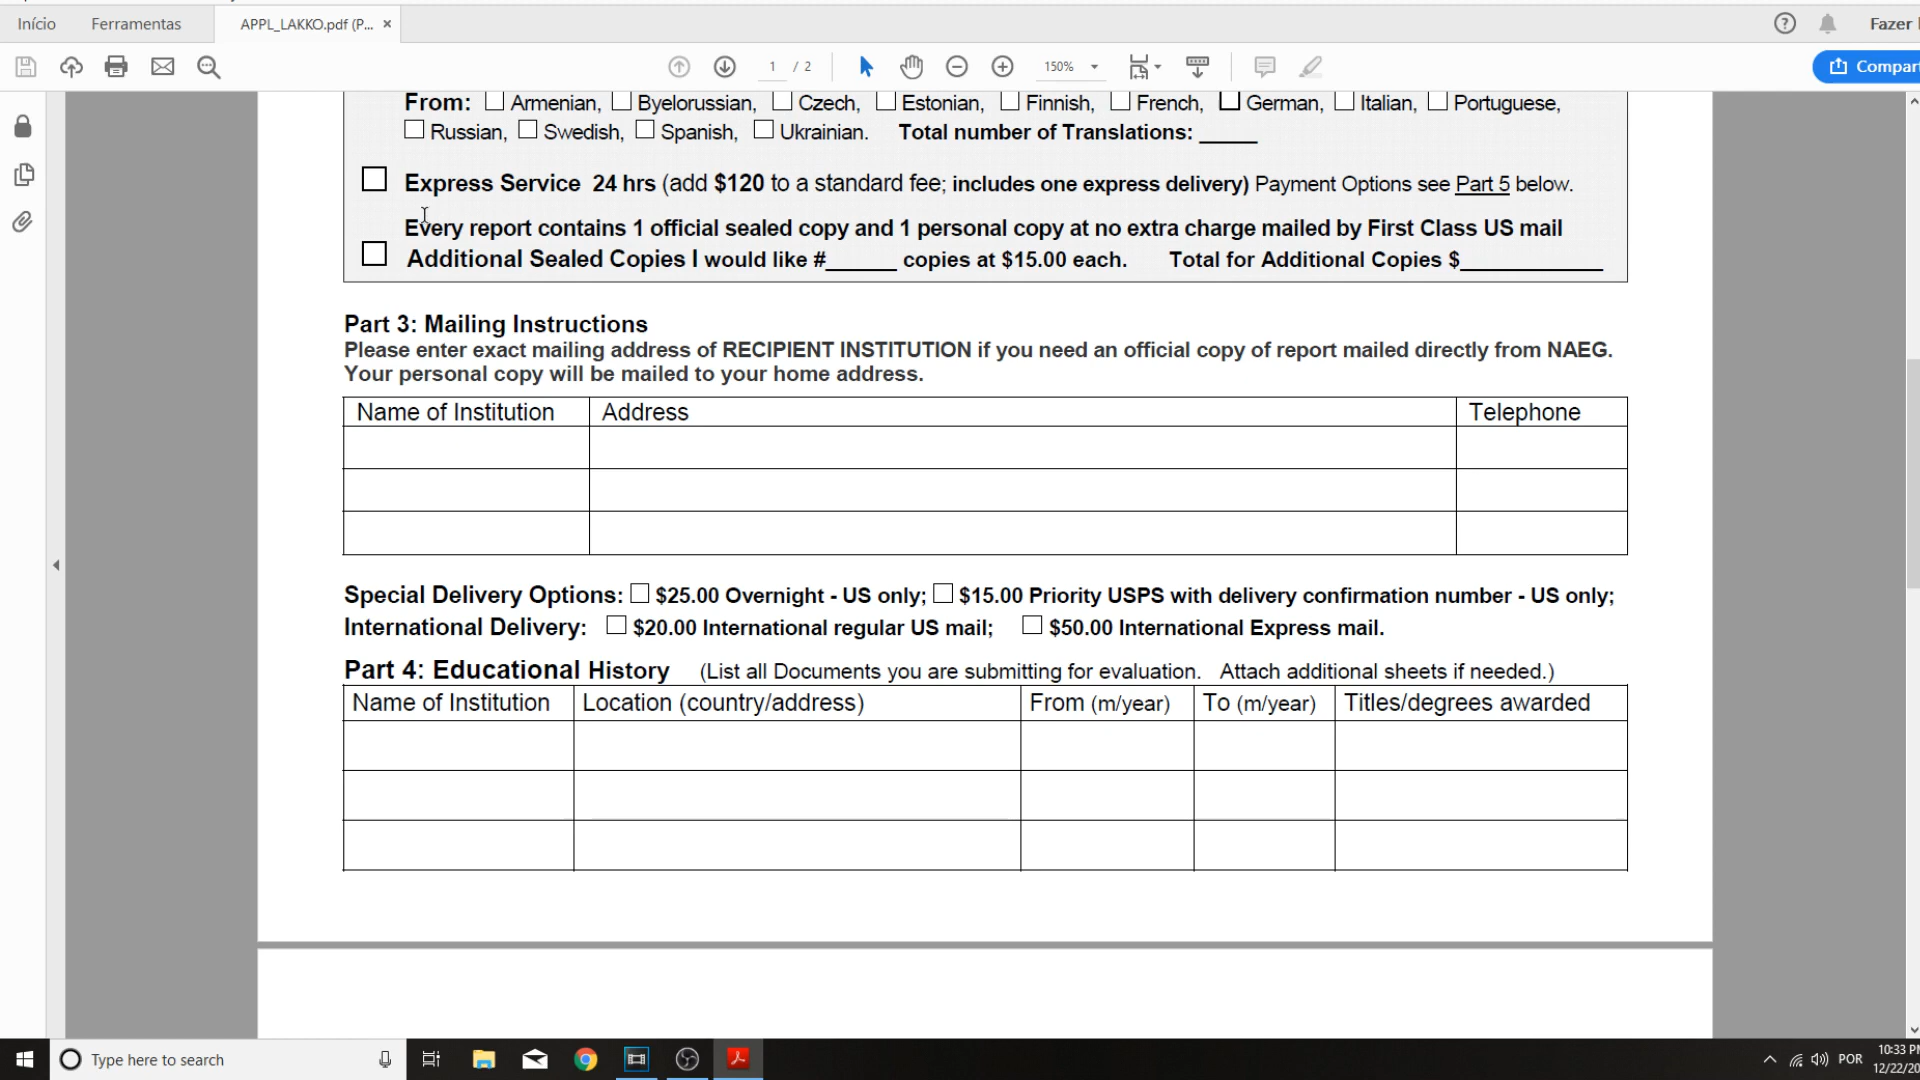 Início Ferramentas APPL_LAKKO.pdf (P... × Fazer
1 / 2 150% Compar
From: Armenian, Byelorussian, Czech, Estonian, Finnish, French, German, Italian, Portuguese,
Russian, Swedish, Spanish, Ukrainian. Total number of Translations: _____
Express Service 24 hrs (add $120 to a standard fee; includes one express delivery) Payment Options see Part 5 below.
Every report contains 1 official sealed copy and 1 personal copy at no extra charge mailed by First Class US mail
Additional Sealed Copies I would like #______ copies at $15.00 each. Total for Additional Copies $____________
Part 3: Mailing Instructions
Please enter exact mailing address of RECIPIENT INSTITUTION if you need an official copy of report mailed directly from NAEG.
Your personal copy will be mailed to your home address.
Name of Institution Address Telephone
Special Delivery Options: $25.00 Overnight - US only; $15.00 Priority USPS with delivery confirmation number - US only;
International Delivery: $20.00 International regular US mail; $50.00 International Express mail.
Part 4: Educational History (List all Documents you are submitting for evaluation. Attach additional sheets if needed.)
Name of Institution Location (country/address) From (m/year) To (m/year) Titles/degrees awarded
Type here to search POR 10:33 PM
12/22/20